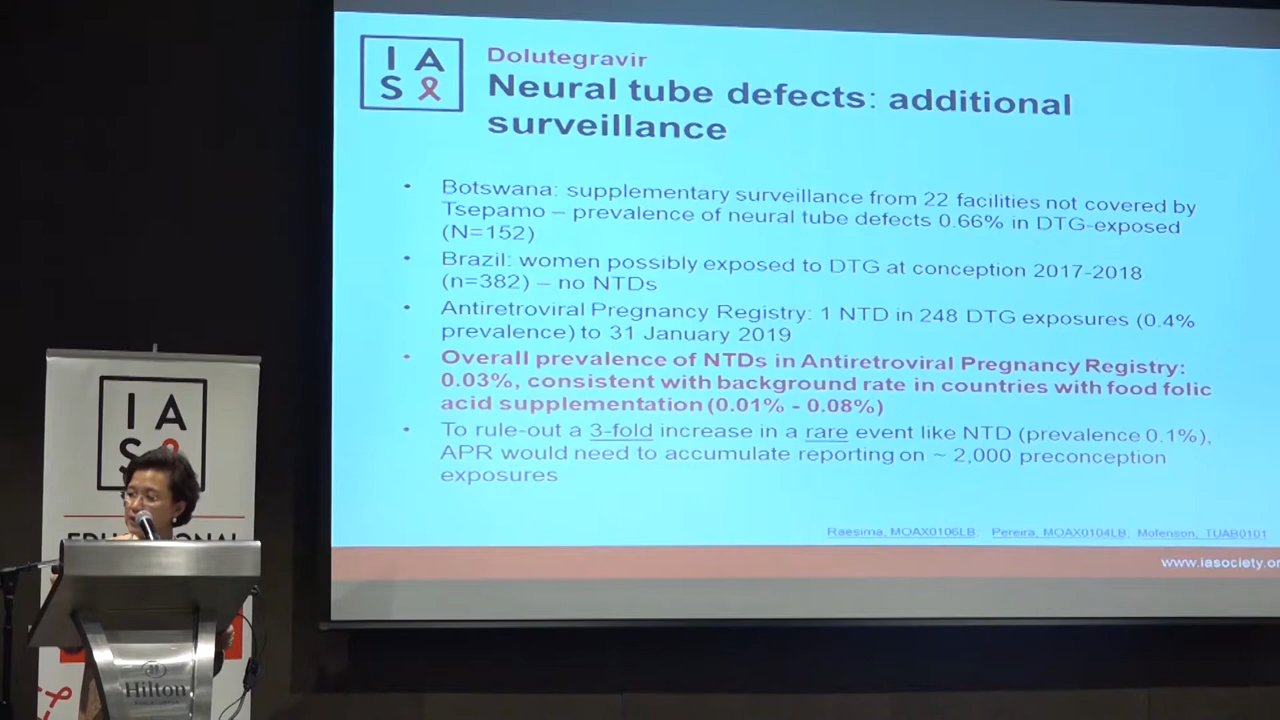 I A
S
Dolutegravir
Neural tube defects: additional
surveillance
• Botswana: supplementary surveillance from 22 facilities not covered by
Tsepamo – prevalence of neural tube defects 0.66% in DTG-exposed
(N=152)
• Brazil: women possibly exposed to DTG at conception 2017-2018
(n=382) – no NTDs
• Antiretroviral Pregnancy Registry: 1 NTD in 248 DTG exposures (0.4%
prevalence) to 31 January 2019
• Overall prevalence of NTDs in Antiretroviral Pregnancy Registry:
0.03%, consistent with background rate in countries with food folic
acid supplementation (0.01% - 0.08%)
• To rule-out a 3-fold increase in a rare event like NTD (prevalence 0.1%),
APR would need to accumulate reporting on ~ 2,000 preconception
exposures
Raesima, MOAX0106LB; Pereira, MOAX0104LB; Mofenson, TUAB0101
www.iasociety.or
I A
S
Hilton